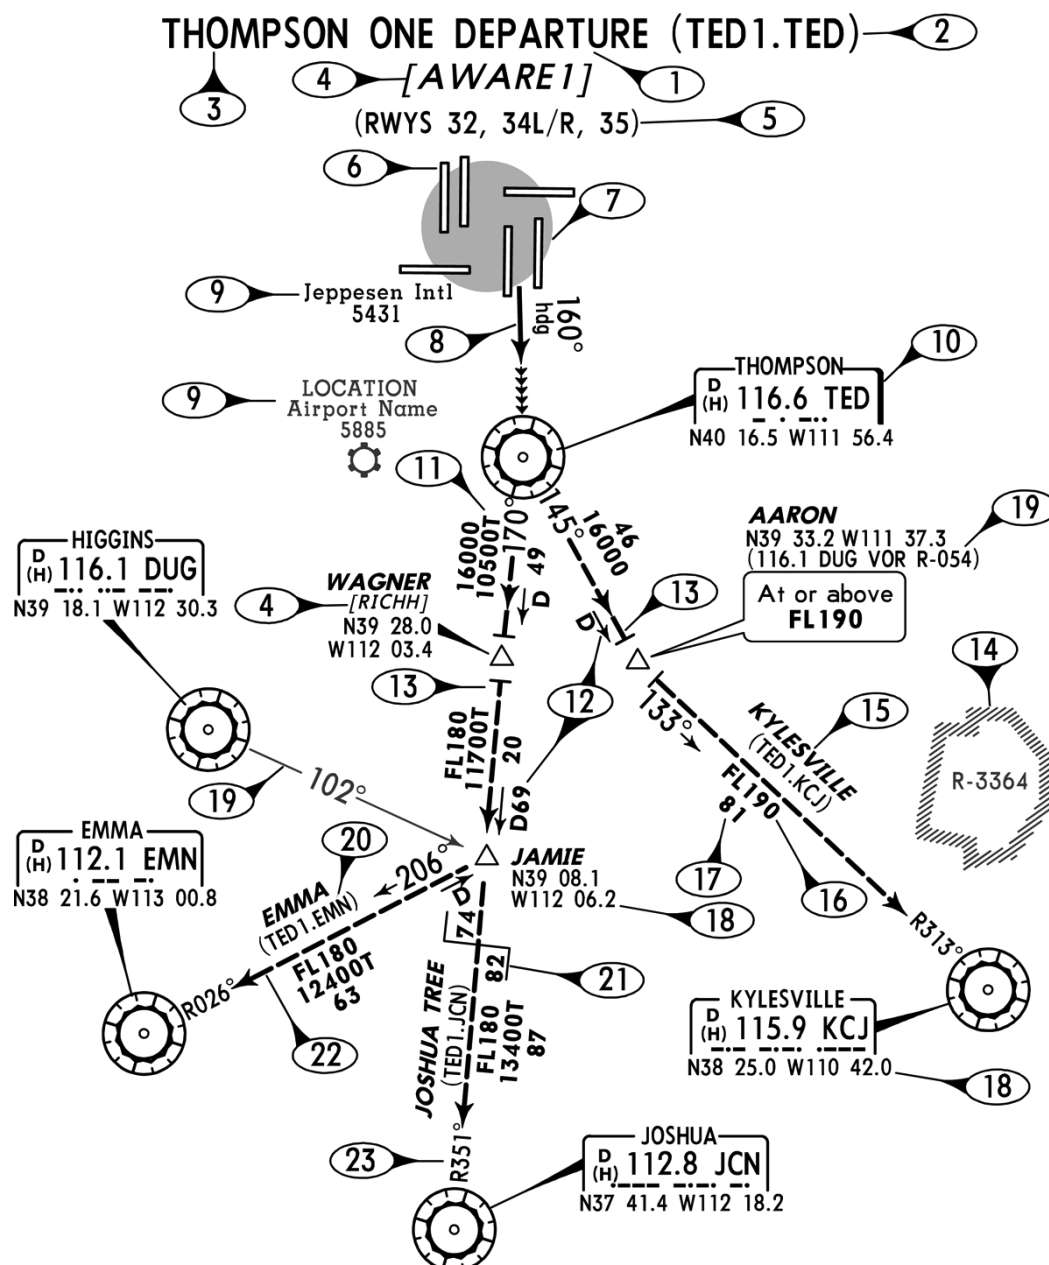 THOMPSON ONE DEPARTURE (TED1.TED)
2
3
4
[AWARE1]
1
(RWYS 32, 34L/R, 35)
5
6
7
9
Jeppesen Intl
5431
8
160°
hdg
10
9
LOCATION
Airport Name
5885
THOMPSON
D
(H) 116.6 TED
N40 16.5 W111 56.4
11
170°
16000
10500T
D 49
145°
46
16000
D
19
AARON
N39 33.2 W111 37.3
(116.1 DUG VOR R-054)
At or above
FL190
HIGGINS
D
(H) 116.1 DUG
N39 18.1 W112 30.3
4
WAGNER
[RICHH]
N39 28.0
W112 03.4
13
13
12
14
R-3364
133°
15
KYLESVILLE
(TED1.KCJ)
FL190
81
17
16
FL180
11700T
20
D69
19
102°
JAMIE
N39 08.1
W112 06.2
18
EMMA
D
(H) 112.1 EMN
N38 21.6 W113 00.8
20
206°
EMMA
(TED1.EMN)
FL180
12400T
63
R026°
22
D
74
82
21
JOSHUA TREE
(TED1.JCN)
FL180
13400T
87
R313°
KYLESVILLE
D
(H) 115.9 KCJ
N38 25.0 W110 42.0
18
23
R351°
JOSHUA
D
(H) 112.8 JCN
N37 41.4 W112 18.2